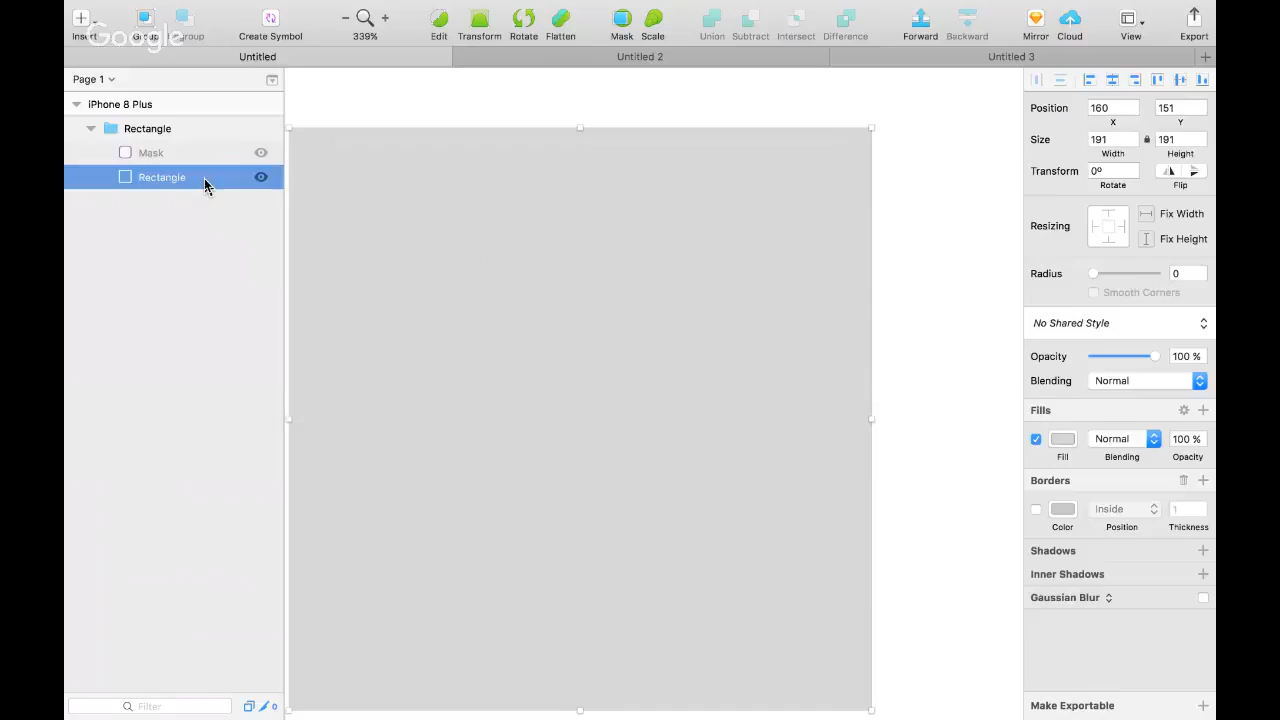 Insert Group Ungroup Create Symbol 339% Edit Transform Rotate Flatten Mask Scale Union Subtract Intersect Difference Forward Backward Mirror Cloud View Export
Google
Untitled Untitled 2 Untitled 3
Page 1
iPhone 8 Plus
Rectangle
Mask
Rectangle
Filter 0
Position 160 151
X Y
Size 191 191
Width Height
Transform 0º
Rotate Flip
Resizing Fix Width
Fix Height
Radius 0
Smooth Corners
No Shared Style
Opacity 100 %
Blending Normal
Fills
Normal 100 %
Fill Blending Opacity
Borders
Inside 1
Color Position Thickness
Shadows
Inner Shadows
Gaussian Blur
Make Exportable